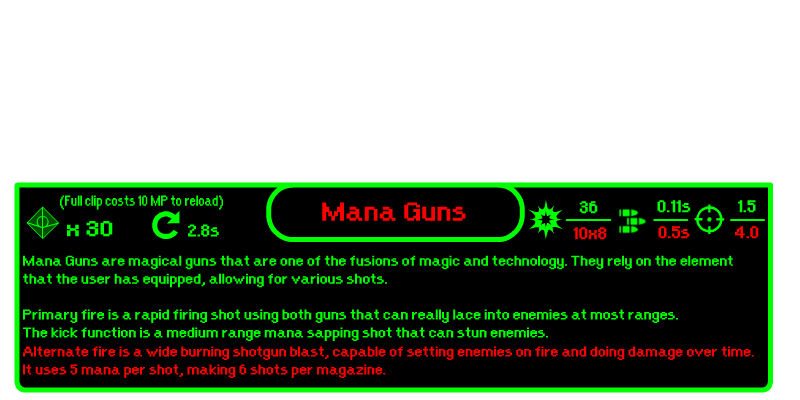 (Full clip costs 10 MP to reload)
x 30
2.8s
Mana Guns
36
10x8
0.11s
0.5s
1.5
4.0
Mana Guns are magical guns that are one of the fusions of magic and technology. They rely on the element
that the user has equipped, allowing for various shots.
Primary fire is a rapid firing shot using both guns that can really lace into enemies at most ranges.
The kick function is a medium range mana sapping shot that can stun enemies.
Alternate fire is a wide burning shotgun blast, capable of setting enemies on fire and doing damage over time.
It uses 5 mana per shot, making 6 shots per magazine.